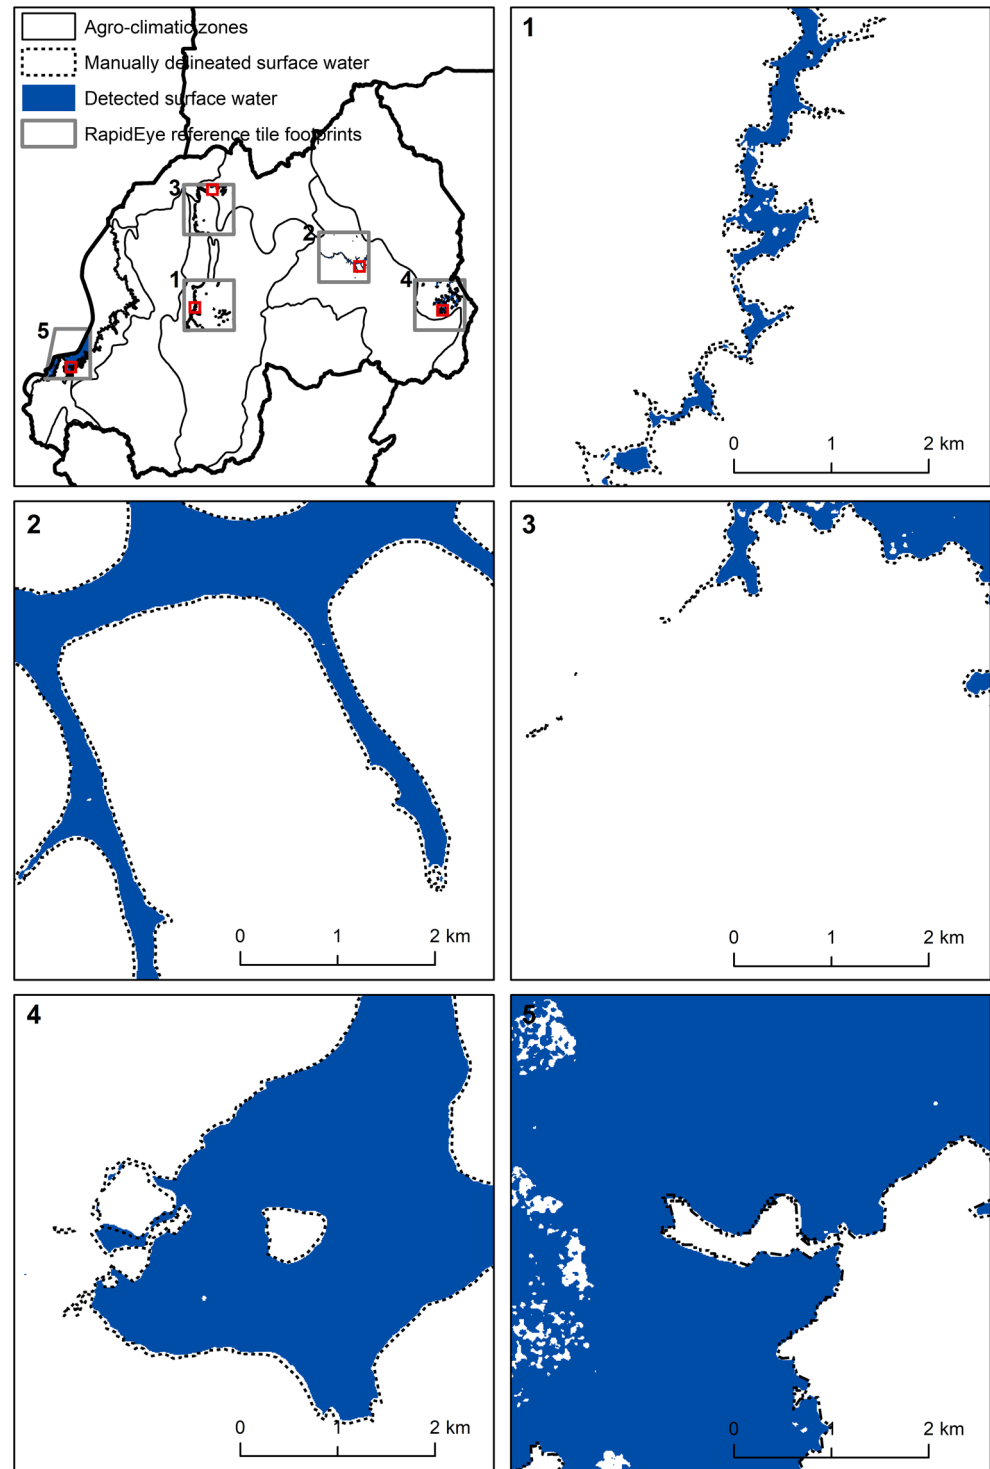 Agro-climatic zones
Manually delineated surface water
Detected surface water
RapidEye reference tile footprints
3
2
1
4
5
1
0 1 2 km
2
0 1 2 km
3
0 1 2 km
4
0 1 2 km
5
0 1 2 km